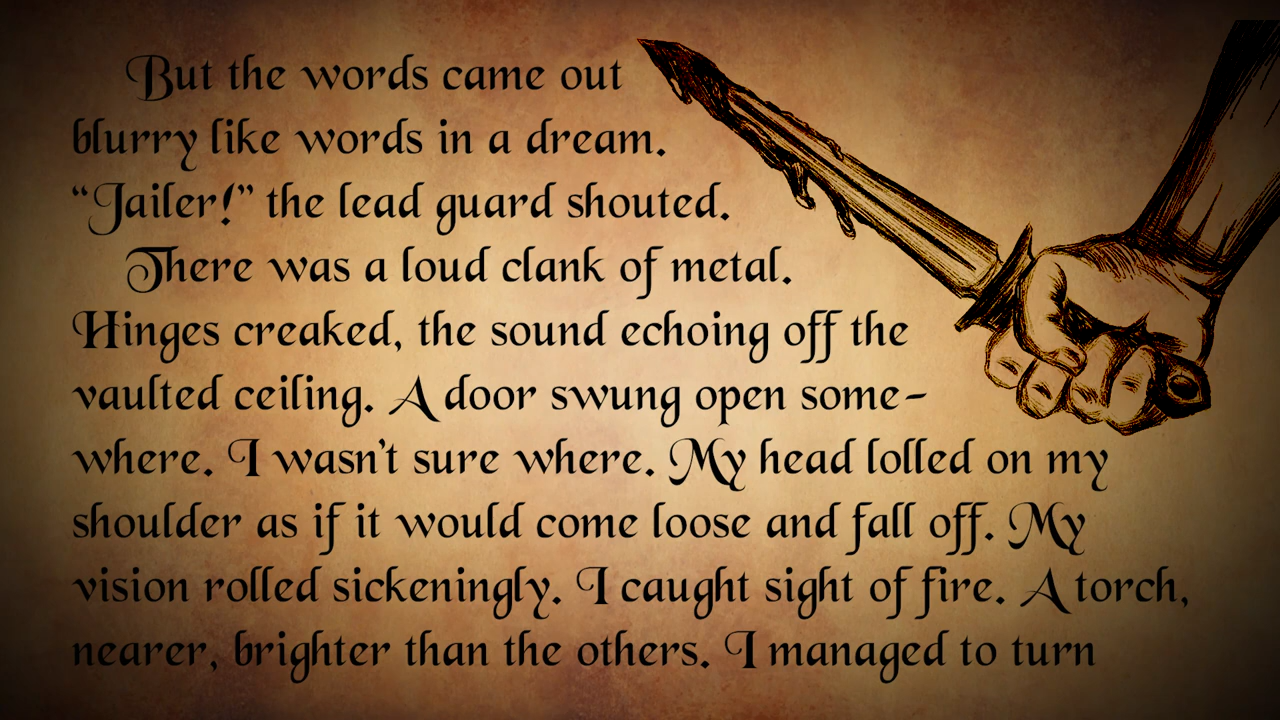 But the words came out
blurry like words in a dream.
“Jailer!” the lead guard shouted.
There was a loud clank of metal.
Hinges creaked, the sound echoing off the
vaulted ceiling. A door swung open some-
where. I wasn't sure where. My head lolled on my
shoulder as if it would come loose and fall off. My
vision rolled sickeningly. I caught sight of fire. A torch,
nearer, brighter than the others. I managed to turn